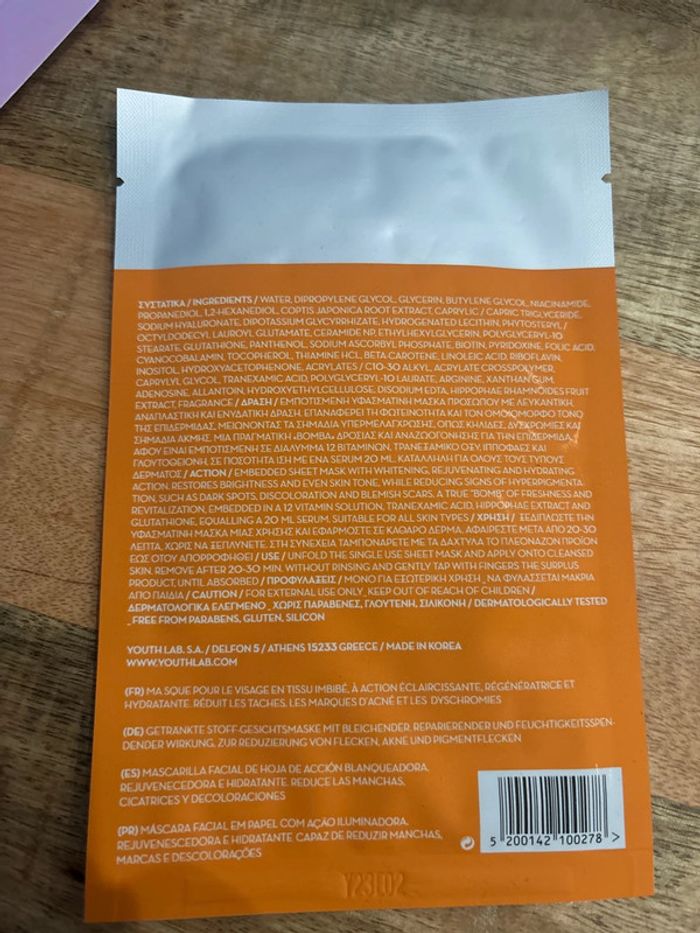 ΣΥΣΤΑΤΙΚΑ / INGREDIENTS / WATER, DIPROPYLENE GLYCOL, GLYCERIN, BUTYLENE GLYCOL, NIACINAMIDE,
PROPANEDIOL, 1,2-HEXANEDIOL, COPTIS JAPONICA ROOT EXTRACT, CAPRYLIC / CAPRIC TRIGLYCERIDE,
SODIUM HYALURONATE, DIPOTASSIUM GLYCYRRHIZATE, HYDROGENATED LECITHIN, PHYTOSTERYL /
OCTYLDODECYL LAUROYL GLUTAMATE, CERAMIDE NP, ETHYLHEXYLGLYCERIN, POLYGLYCERYL-10
STEARATE, GLUTATHIONE, PANTHENOL, SODIUM ASCORBYL PHOSPHATE, BIOTIN, PYRIDOXINE, FOLIC ACID,
CYANOCOBALAMIN, TOCOPHEROL, THIAMINE HCL, BETA-CAROTENE, LINOLEIC ACID, RIBOFLAVIN,
INOSITOL, HYDROXYACETOPHENONE, ACRYLATES / C10-30 ALKYL, ACRYLATE CROSSPOLYMER,
CAPRYLYL GLYCOL, TRANEXAMIC ACID, POLYGLYCERYL-10 LAURATE, ARGININE, XANTHAN GUM,
ADENOSINE, ALLANTOIN, HYDROXYETHYLCELLULOSE, DISODIUM EDTA, HIPPOPHAE RHAMNOIDES FRUIT
EXTRACT, FRAGRANCE / ΔΡΑΣΗ / ΕΜΠΟΤΙΣΜΕΝΗ ΥΦΑΣΜΑΤΙΝΗ ΜΑΣΚΑ ΠΡΟΣΩΠΟΥ ΜΕ ΛΕΥΚΑΝΤΙΚΗ,
ΑΝΑΠΛΑΣΤΙΚΗ ΚΑΙ ΕΝΥΔΑΤΙΚΗ ΔΡΑΣΗ. ΕΠΑΝΑΦΕΡΕΙ ΤΗ ΦΩΤΕΙΝΟΤΗΤΑ ΚΑΙ ΤΟΝ ΟΜΟΙΟΜΟΡΦΟ ΤΟΝΟ
ΤΗΣ ΕΠΙΔΕΡΜΙΔΑΣ, ΜΕΙΩΝΟΝΤΑΣ ΤΑ ΣΗΜΑΔΙΑ ΥΠΕΡΜΕΛΑΓΧΡΩΣΗΣ, ΟΠΩΣ ΚΗΛΙΔΕΣ, ΔΥΣΧΡΩΜΙΕΣ ΚΑΙ
ΣΗΜΑΔΙΑ ΑΚΜΗΣ. ΜΙΑ ΠΡΑΓΜΑΤΙΚΗ «ΒΟΜΒΑ» ΔΡΟΣΙΑΣ ΚΑΙ ΑΝΑΖΩΟΓΟΝΗΣΗΣ ΓΙΑ ΤΗΝ ΕΠΙΔΕΡΜΙΔΑ,
ΑΦΟΥ ΕΙΝΑΙ ΕΜΠΟΤΙΣΜΕΝΗ ΣΕ ΔΙΑΛΥΜΑ 12 ΒΙΤΑΜΙΝΩΝ, ΤΡΑΝΕΞΑΜΙΚΟ ΟΞΥ, ΙΠΠΟΦΑΕΣ ΚΑΙ
ΓΛΟΥΤΟΘΕΙΟΝΗ, ΣΕ ΠΟΣΟΤΗΤΑ ΙΣΗ ΜΕ ΕΝΑ SERUM 20 ML. ΚΑΤΑΛΛΗΛΗ ΓΙΑ ΟΛΟΥΣ ΤΟΥΣ ΤΥΠΟΥΣ
ΔΕΡΜΑΤΟΣ / ACTION / EMBEDDED SHEET MASK WITH WHITENING, REJUVENATING AND HYDRATING
ACTION. RESTORES BRIGHTNESS AND EVEN SKIN TONE, WHILE REDUCING SIGNS OF HYPERPIGMENTA-
TION, SUCH AS DARK SPOTS, DISCOLORATION AND BLEMISH SCARS. A TRUE "BOMB" OF FRESHNESS AND
REVITALIZATION, EMBEDDED IN A 12 VITAMIN SOLUTION, TRANEXAMIC ACID, HIPPOPHAE EXTRACT AND
GLUTATHIONE, EQUALLING A 20 ML SERUM. SUITABLE FOR ALL SKIN TYPES / ΧΡΗΣΗ / ΞΕΔΙΠΛΩΣΤΕ ΤΗΝ
ΥΦΑΣΜΑΤΙΝΗ ΜΑΣΚΑ ΜΙΑΣ ΧΡΗΣΗΣ ΚΑΙ ΕΦΑΡΜΟΣΤΕ ΣΕ ΚΑΘΑΡΟ ΔΕΡΜΑ. ΑΦΑΙΡΕΣΤΕ ΜΕΤΑ ΑΠΟ 20-30
ΛΕΠΤΑ, ΧΩΡΙΣ ΝΑ ΞΕΠΛΥΝΕΤΕ. ΣΤΗ ΣΥΝΕΧΕΙΑ ΤΑΜΠΟΝΑΡΕΤΕ ΜΕ ΤΑ ΔΑΧΤΥΛΑ ΤΟ ΠΛΕΟΝΑΖΟΝ ΠΡΟΪΟΝ
ΕΩΣ ΟΤΟΥ ΑΠΟΡΡΟΦΗΘΕΙ / USE / UNFOLD THE SINGLE USE SHEET MASK AND APPLY ONTO CLEANSED
SKIN. REMOVE AFTER 20-30 MIN. WITHOUT RINSING AND GENTLY TAP WITH FINGERS THE SURPLUS
PRODUCT, UNTIL ABSORBED / ΠΡΟΦΥΛΑΞΕΙΣ / ΜΟΝΟ ΓΙΑ ΕΞΩΤΕΡΙΚΗ ΧΡΗΣΗ _ ΝΑ ΦΥΛΑΣΣΕΤΑΙ ΜΑΚΡΙΑ
ΑΠΟ ΠΑΙΔΙΑ / CAUTION / FOR EXTERNAL USE ONLY_ KEEP OUT OF REACH OF CHILDREN /
ΔΕΡΜΑΤΟΛΟΓΙΚΑ ΕΛΕΓΜΕΝΟ _ ΧΩΡΙΣ ΠΑΡΑΒΕΝΕΣ, ΓΛΟΥΤΕΝΗ, ΣΙΛΙΚΟΝΗ / DERMATOLOGICALLY TESTED
_ FREE FROM PARABENS, GLUTEN, SILICON
YOUTH LAB. S.A. / DELFON 5 / ATHENS 15233 GREECE / MADE IN KOREA
WWW.YOUTHLAB.COM
(FR) MA SQUE POUR LE VISAGE EN TISSU IMBIBÉ, À ACTION ÉCLAIRCISSANTE, RÉGÉNÉRATRICE ET
HYDRATANTE. RÉDUIT LES TACHES, LES MARQUES D'ACNÉ ET LES DYSCHROMIES
(DE) GETRÄNKTE STOFF-GESICHTSMASKE MIT BLEICHENDER, REPARIERENDER UND FEUCHTIGKEITSSPEN-
DENDER WIRKUNG. ZUR REDUZIERUNG VON FLECKEN, AKNE UND PIGMENTFLECKEN
(ES) MASCARILLA FACIAL DE HOJA DE ACCIÓN BLANQUEADORA,
REJUVENECEDORA E HIDRATANTE. REDUCE LAS MANCHAS,
CICATRICES Y DECOLORACIONES
(PR) MÁSCARA FACIAL EM PAPEL COM AÇÃO ILUMINADORA,
REJUVENESCEDORA E HIDRATANTE CAPAZ DE REDUZIR MANCHAS,
MARCAS E DESCOLORAÇÕES
5 200142 100278 >
Y23E02